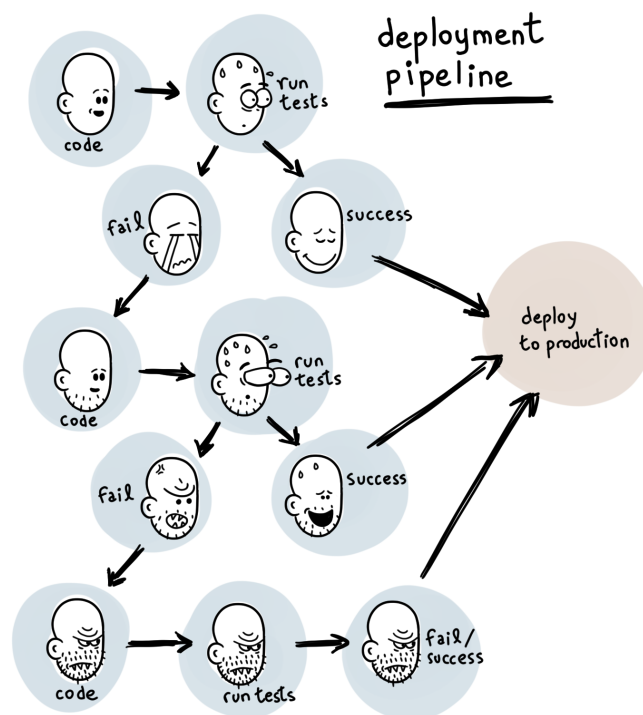 deployment
pipeline
code
run
tests
fail
success
deploy
to production
code
run
tests
fail
success
code
run tests
fail/
success